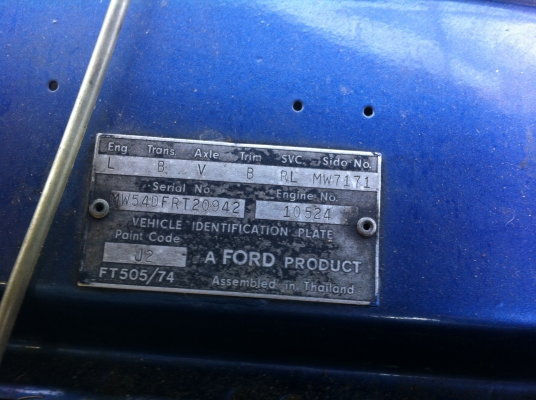 Eng. Trans. Axle Trim SVC. Sido No.
L B V B RL MW7171
Serial No. Engine No.
MW54DFRT20942 10524
VEHICLE IDENTIFICATION PLATE
Paint Code
J2 A FORD PRODUCT
FT505/74 Assembled in Thailand